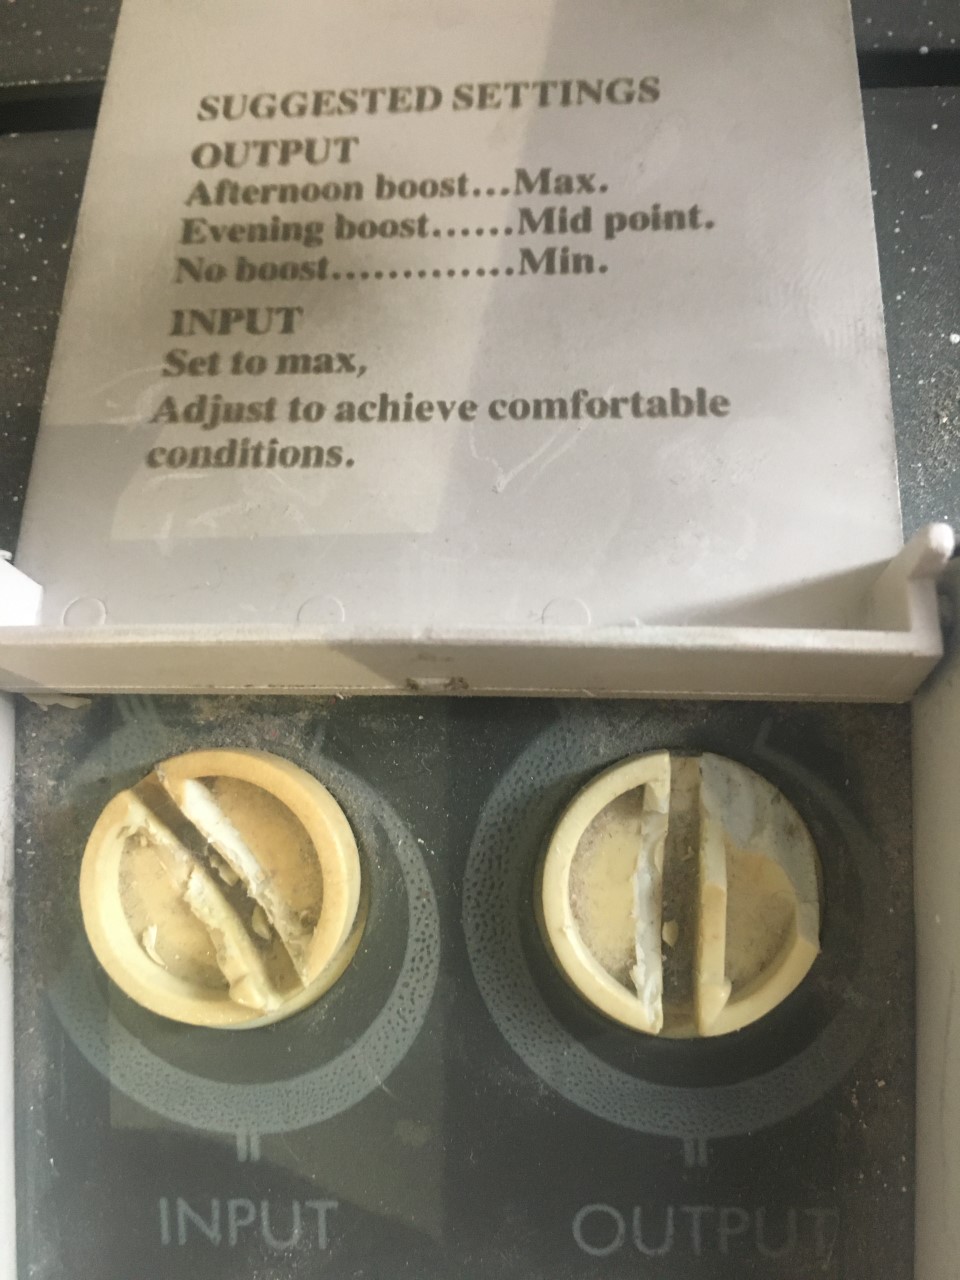 SUGGESTED SETTINGS
OUTPUT
Afternoon boost...Max.
Evening boost......Mid point.
No boost.............Min.
INPUT
Set to max,
Adjust to achieve comfortable
conditions.
INPUT
OUTPUT